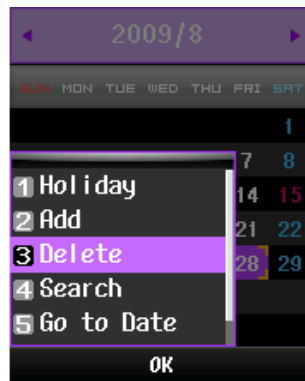 2009/8
SUN MON TUE WED THU FRI SAT
1
7 8
1 Holiday
14 15
2 Add
21 22
3 Delete
28 29
4 Search
5 Go to Date
OK